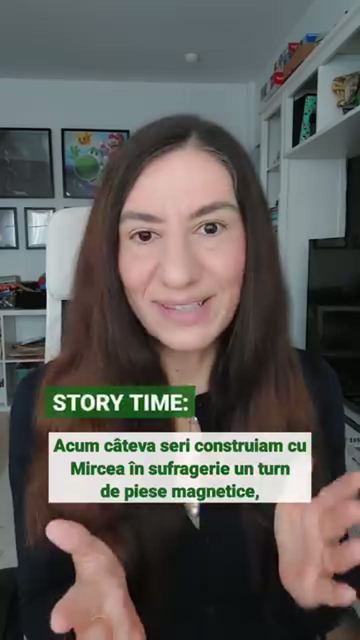 STORY TIME:
Acum câteva seri construiam cu
Mircea în sufragerie un turn
de piese magnetice,